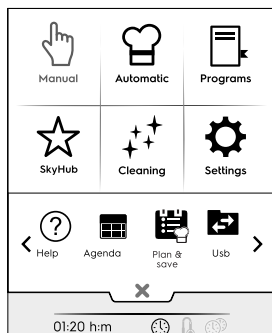 Manual Automatic Programs
SkyHub Cleaning Settings
Help Agenda Plan & save Usb
01:20 h:m